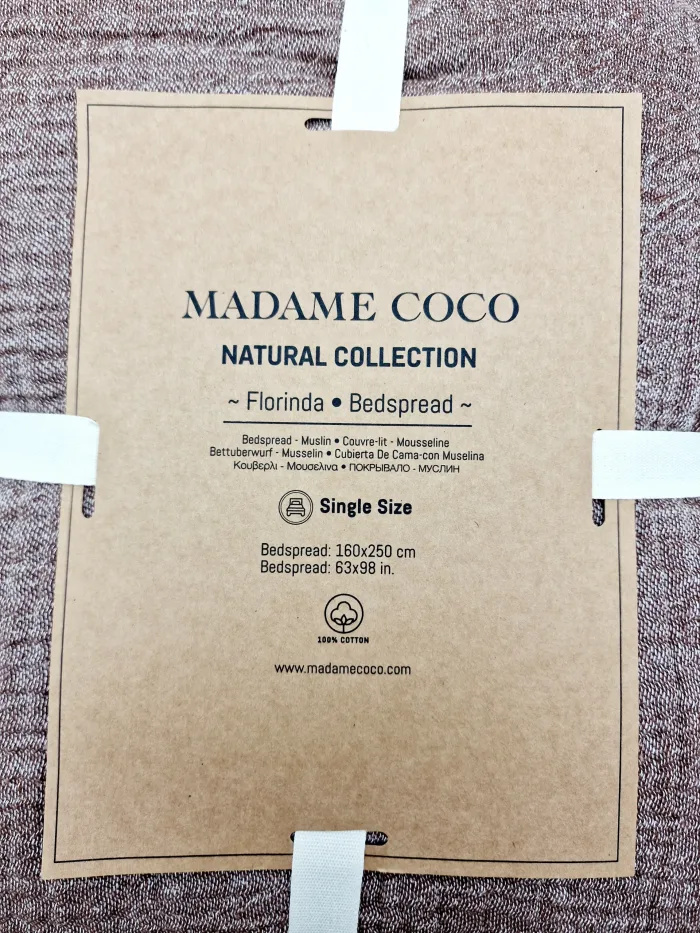 MADAME COCO
NATURAL COLLECTION
~ Florinda • Bedspread ~
Bedspread - Muslin • Couvre-lit - Mousseline
Bettuberwurf - Musselin • Cubierta De Cama-con Muselina
Κουβερλι - Μουσελινα • ПОКРЫВАЛО - МУСЛИН
Single Size
Bedspread: 160x250 cm
Bedspread: 63x98 in.
100% COTTON
www.madamecoco.com